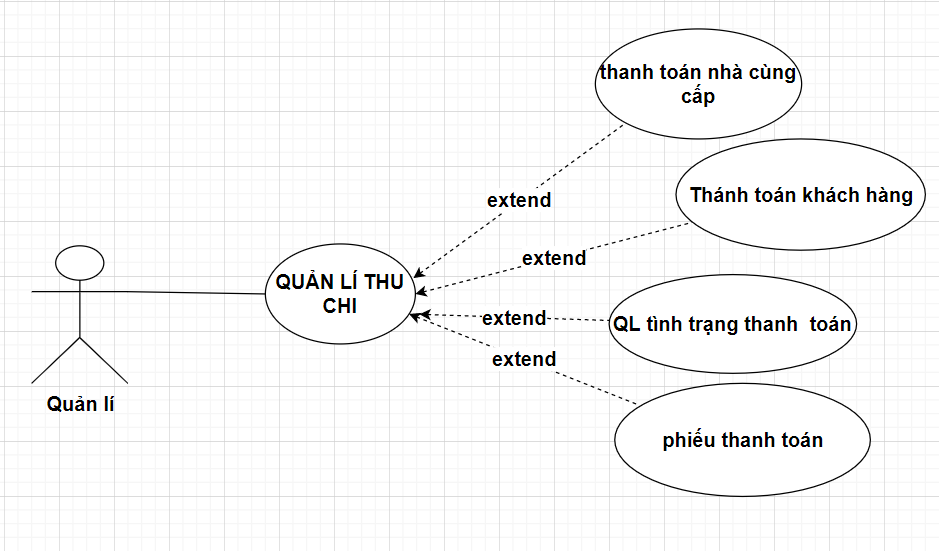 thanh toán nhà cùng
cấp
extend
Thánh toán khách hàng
extend
QUẢN LÍ THU
CHI
extend
QL tình trạng thanh  toán
extend
Quản lí
phiếu thanh toán